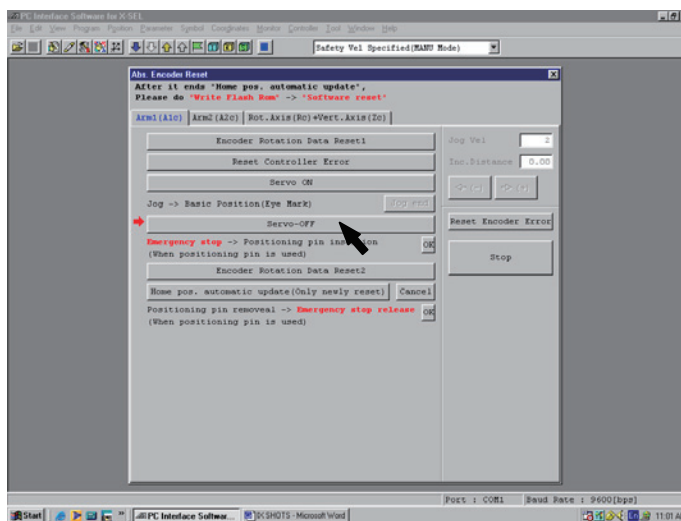 PC Interface Software for X-SEL
File Edit View Program Position Parameter Symbol Coordinates Monitor Controller Tool Window Help
Safety Vel Specified(MANU Mode)
Abs. Encoder Reset
After it ends "Home pos. automatic update",
Please do "Write Flash Rom" -> "Software reset"
Arm1(A1c) Arm2(A2c) Rot.Axis(Rc)+Vert.Axis(Zc)
Encoder Rotation Data Reset1
Jog Vel 2
Reset Controller Error
Inc.Distance 0.00
Servo ON
Jog -> Basic Position(Eye Mark) Jog end
Servo-OFF
Reset Encoder Error
Emergency stop -> Positioning pin insertion OK
(When positioning pin is used)
Stop
Encoder Rotation Data Reset2
Home pos. automatic update(Only newly reset) Cancel
Positioning pin removeal -> Emergency stop release OK
(When positioning pin is used)
Port : COM1 Baud Rate : 9600[bps]
Start PC Interface Softwar... IX SHOTS - Microsoft Word 11:01 A